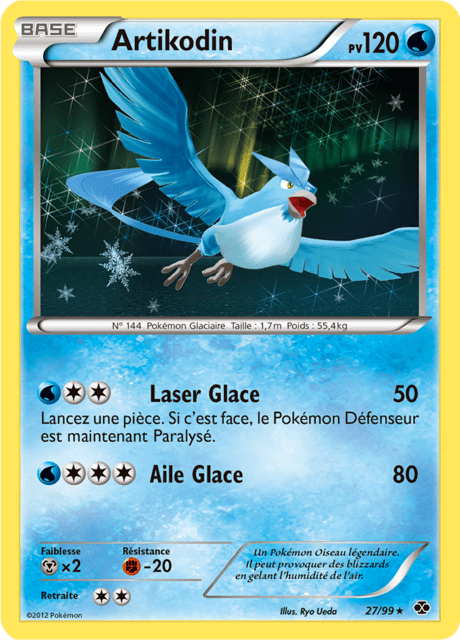 BASE
Artikodin
PV120
N° 144 Pokémon Glaciaire Taille : 1,7m Poids : 55,4kg
Laser Glace 50
Lancez une pièce. Si c'est face, le Pokémon Défenseur
est maintenant Paralysé.
Aile Glace 80
Faiblesse
×2
Résistance
-20
Retraite
Un Pokémon Oiseau légendaire.
Il peut provoquer des blizzards
en gelant l'humidité de l'air.
©2012 Pokémon
Illus. Ryo Ueda
27/99